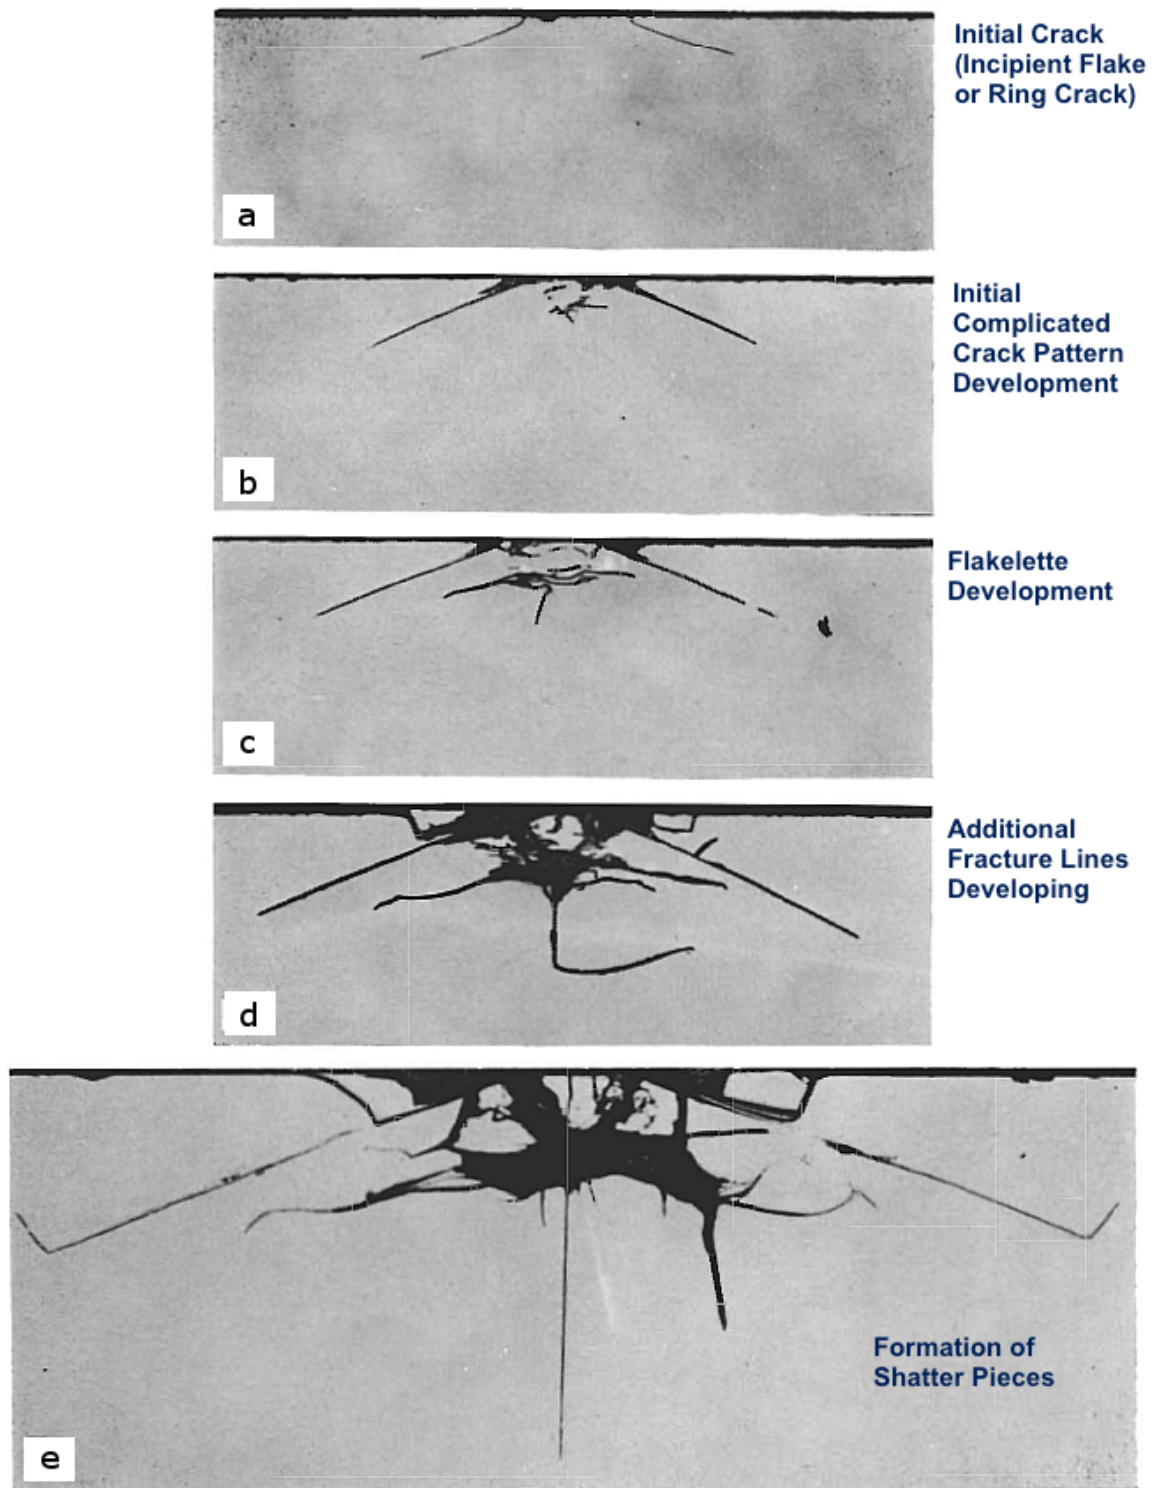 Initial Crack
(Incipient Flake
or Ring Crack)
a
Initial
Complicated
Crack Pattern
Development
b
Flakelette
Development
c
Additional
Fracture Lines
Developing
d
Formation of
Shatter Pieces
e